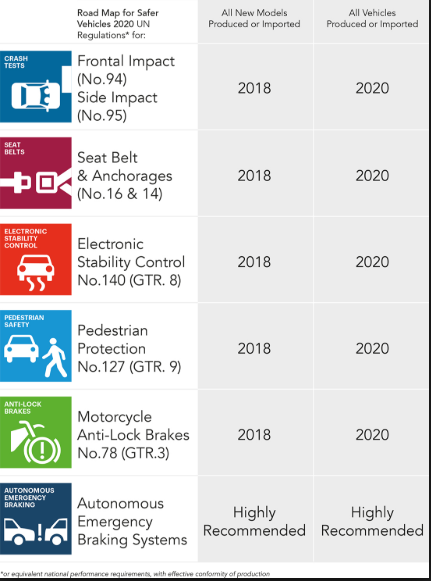 Road Map for Safer
Vehicles 2020 UN
Regulations* for:
All New Models
Produced or Imported
All Vehicles
Produced or Imported
CRASH
TESTS
Frontal Impact
(No.94)
Side Impact
(No.95)
2018
2020
SEAT
BELTS
Seat Belt
& Anchorages
(No.16 & 14)
2018
2020
ELECTRONIC
STABILITY
CONTROL
Electronic
Stability Control
No.140 (GTR. 8)
2018
2020
PEDESTRIAN
SAFETY
Pedestrian
Protection
No.127 (GTR. 9)
2018
2020
ANTI-LOCK
BRAKES
Motorcycle
Anti-Lock Brakes
No.78 (GTR.3)
2018
2020
AUTONOMOUS
EMERGENCY
BRAKING
Autonomous
Emergency
Braking Systems
Highly
Recommended
Highly
Recommended
*or equivalent national performance requirements, with effective conformity of production